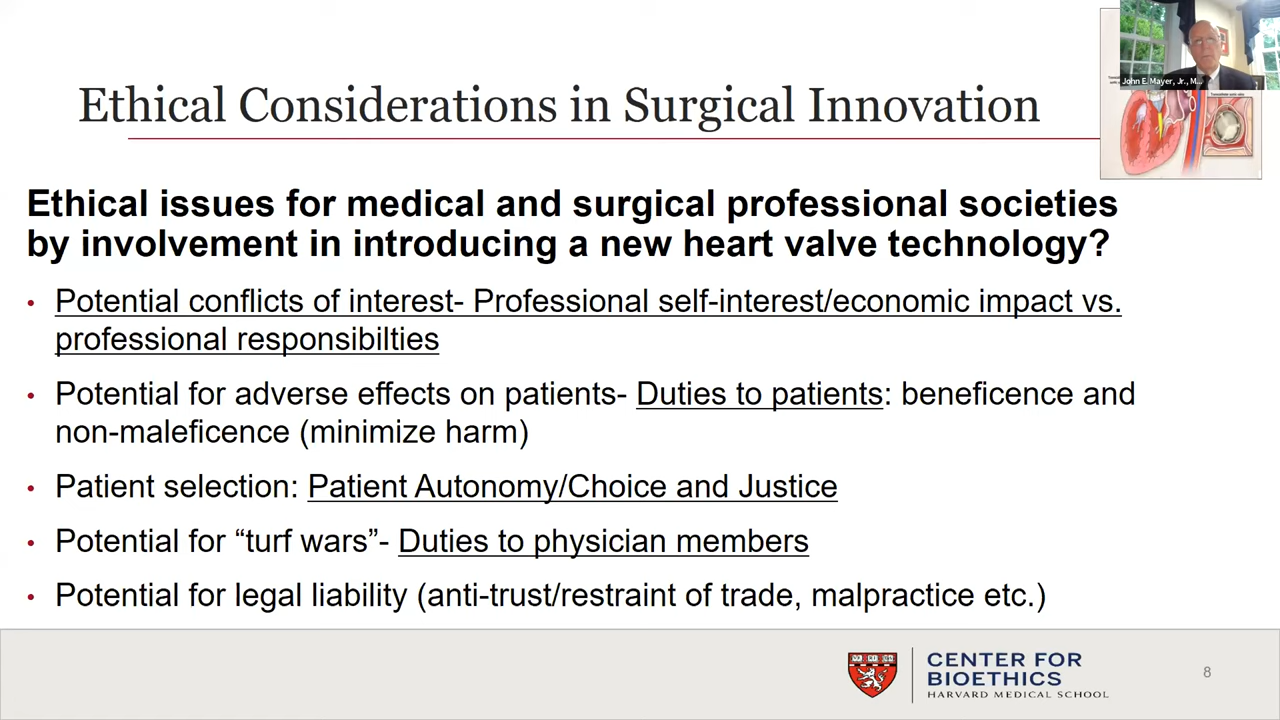 John E. Mayer, Jr., M...
Ethical Considerations in Surgical Innovation
Ethical issues for medical and surgical professional societies
by involvement in introducing a new heart valve technology?
• Potential conflicts of interest- Professional self-interest/economic impact vs.
professional responsibilties
• Potential for adverse effects on patients- Duties to patients: beneficence and
non-maleficence (minimize harm)
• Patient selection: Patient Autonomy/Choice and Justice
• Potential for “turf wars”- Duties to physician members
• Potential for legal liability (anti-trust/restraint of trade, malpractice etc.)
CENTER FOR
BIOETHICS
HARVARD MEDICAL SCHOOL
8